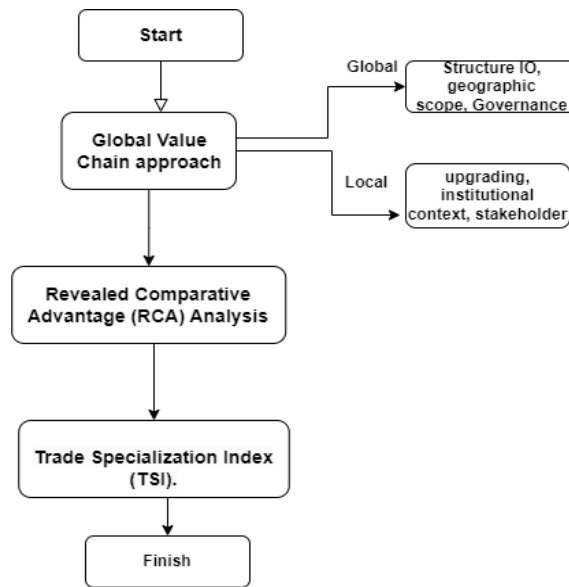 Start
Global
Structure IO,
geographic
scope, Governance
Global Value
Chain approach
Local
upgrading,
institutional
context, stakeholder
Revealed Comparative
Advantage (RCA) Analysis
Trade Specialization Index
(TSI).
Finish